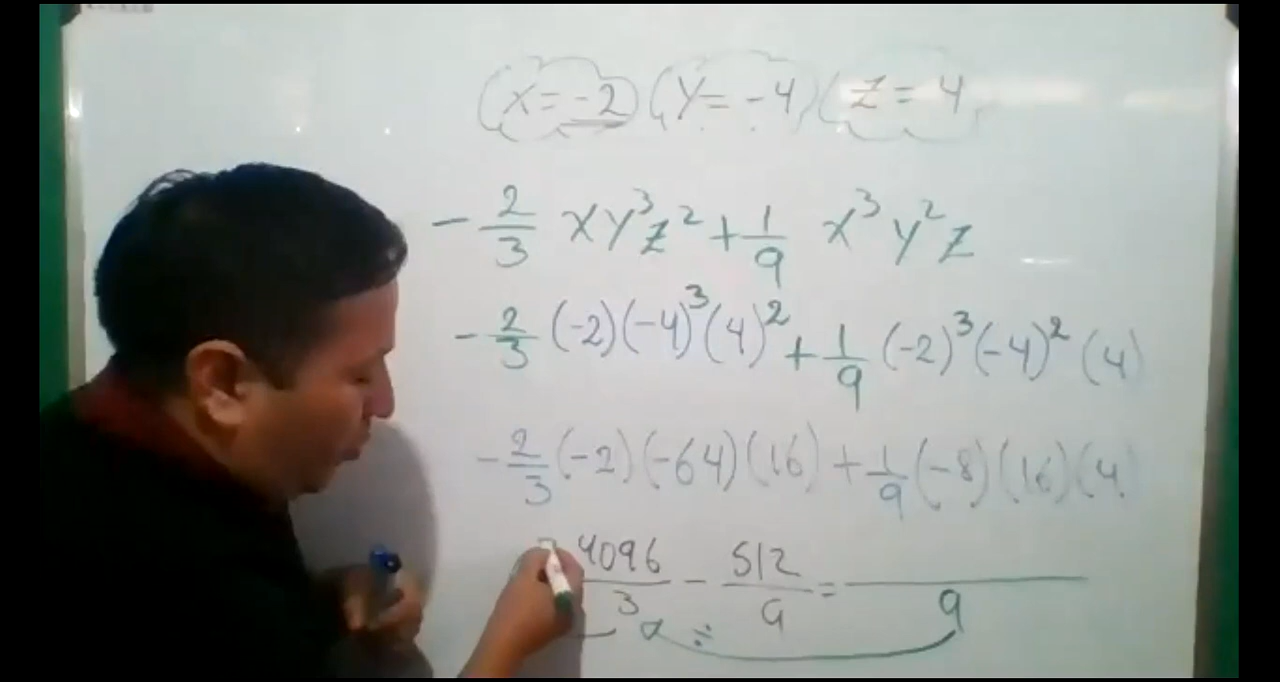 (x = -2) (y = -4) (z = 4)
- 2/3 xy³z² + 1/9 x³y²z
- 2/3 (-2)(-4)³(4)² + 1/9 (-2)³(-4)²(4)
- 2/3 (-2)(-64)(16) + 1/9 (-8)(16)(4)
4096/3 - 512/9 = ———/9
÷